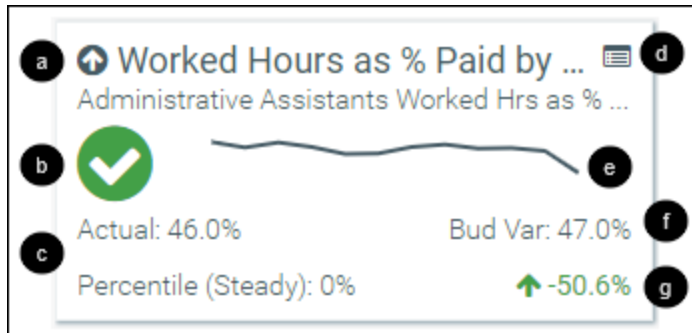 a Worked Hours as % Paid by ... d
Administrative Assistants Worked Hrs as % ...
b e
Actual: 46.0% Bud Var: 47.0% f
c
Percentile (Steady): 0% -50.6% g